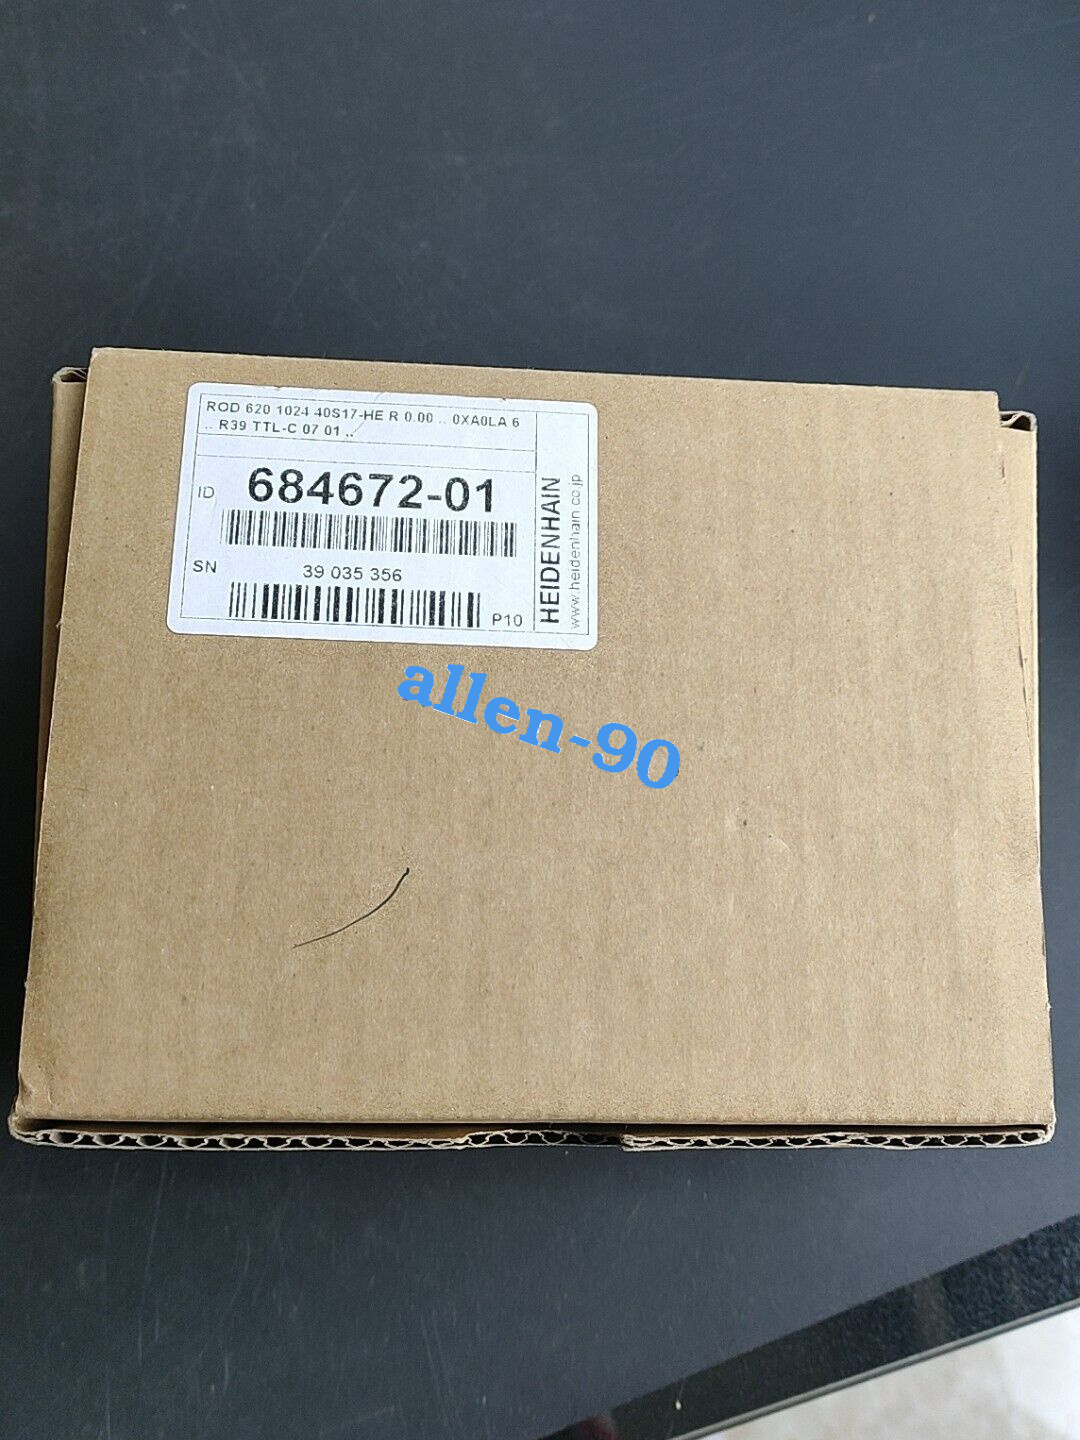 ROD 620 1024 40S17-HE R 0.00 .. 0XA0LA 6
.. R39 TTL-C 07 01 ..
ID 684672-01
SN 39 035 356
P10
HEIDENHAIN
www.heidenhain.co.jp
allen-90